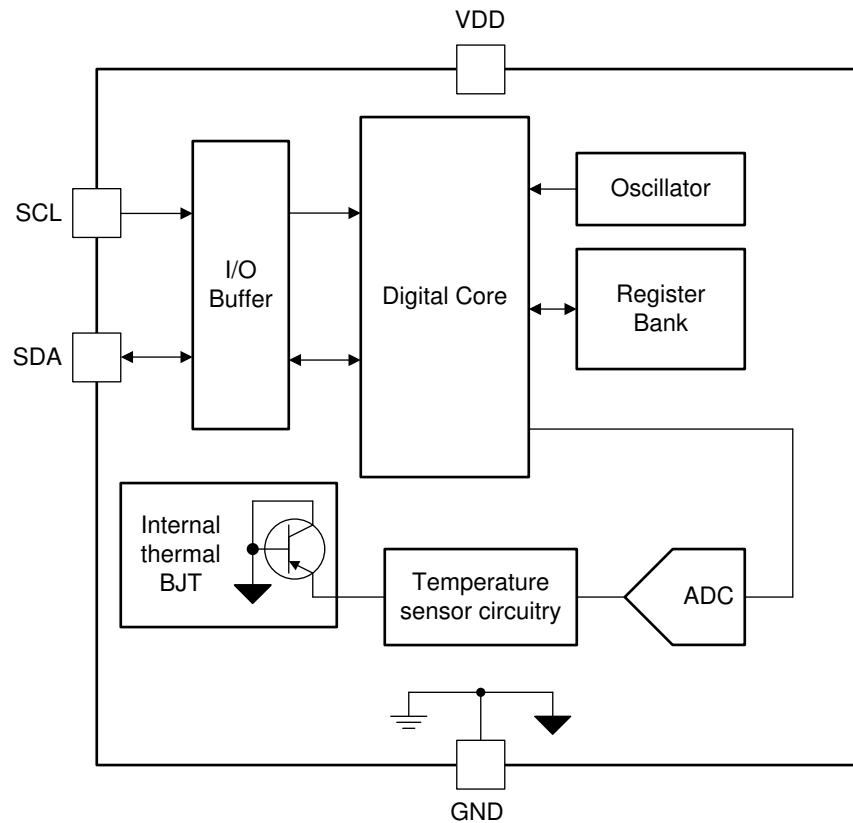 VDD
SCL
I/O
Buffer
Digital Core
Oscillator
Register
Bank
SDA
Internal
thermal
BJT
Temperature
sensor circuitry
ADC
GND